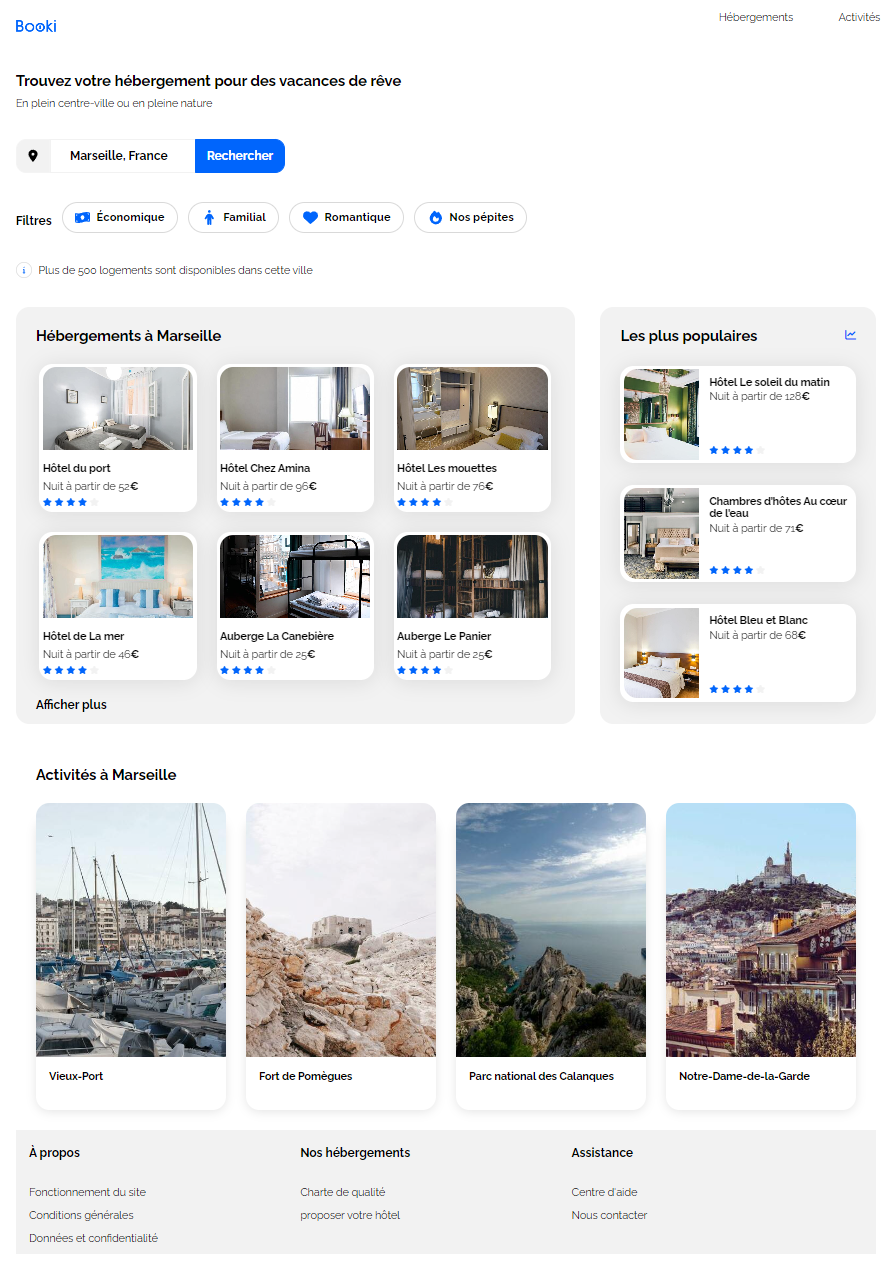 Booki
Hébergements
Activités
Trouvez votre hébergement pour des vacances de rêve
En plein centre-ville ou en pleine nature
Marseille, France
Rechercher
Filtres
Économique
Familial
Romantique
Nos pépites
i
Plus de 500 logements sont disponibles dans cette ville
Hébergements à Marseille
Hôtel du port
Nuit à partir de 52€
Hôtel Chez Amina
Nuit à partir de 96€
Hôtel Les mouettes
Nuit à partir de 76€
Hôtel de La mer
Nuit à partir de 46€
Auberge La Canebière
Nuit à partir de 25€
Auberge Le Panier
Nuit à partir de 25€
Afficher plus
Les plus populaires
Hôtel Le soleil du matin
Nuit à partir de 128€
Chambres d'hôtes Au cœur
de l'eau
Nuit à partir de 71€
Hôtel Bleu et Blanc
Nuit à partir de 68€
Activités à Marseille
Vieux-Port
Fort de Pomègues
Parc national des Calanques
Notre-Dame-de-la-Garde
À propos
Fonctionnement du site
Conditions générales
Données et confidentialité
Nos hébergements
Charte de qualité
proposer votre hôtel
Assistance
Centre d'aide
Nous contacter